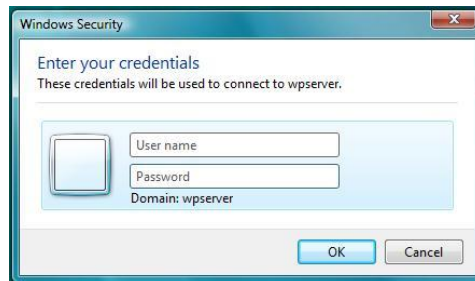 Windows Security
Enter your credentials
These credentials will be used to connect to wpserver.
User name
Password
Domain: wpserver
OK
Cancel